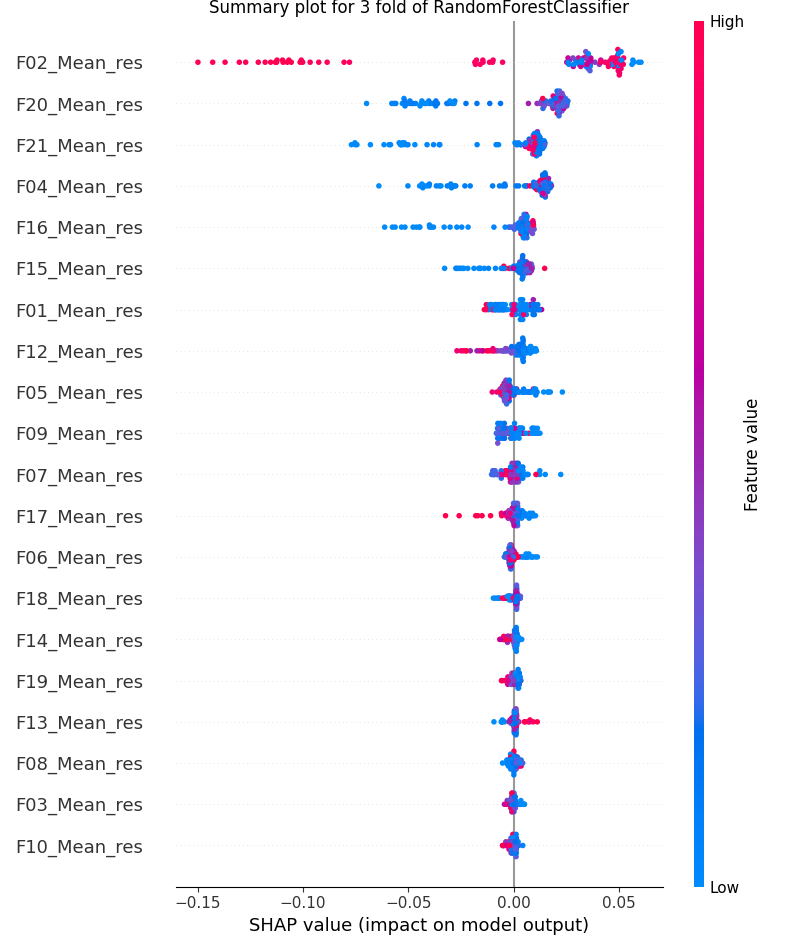 Summary plot for 3 fold of RandomForestClassifier
High
F02_Mean_res
F20_Mean_res
F21_Mean_res
F04_Mean_res
F16_Mean_res
F15_Mean_res
F01_Mean_res
F12_Mean_res
F05_Mean_res
F09_Mean_res
F07_Mean_res
F17_Mean_res
F06_Mean_res
F18_Mean_res
F14_Mean_res
F19_Mean_res
F13_Mean_res
F08_Mean_res
F03_Mean_res
F10_Mean_res
Feature value
Low
−0.15 −0.10 −0.05 0.00 0.05
SHAP value (impact on model output)